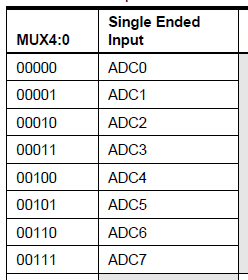 MUX4:0 Single Ended Input
00000 ADC0
00001 ADC1
00010 ADC2
00011 ADC3
00100 ADC4
00101 ADC5
00110 ADC6
00111 ADC7